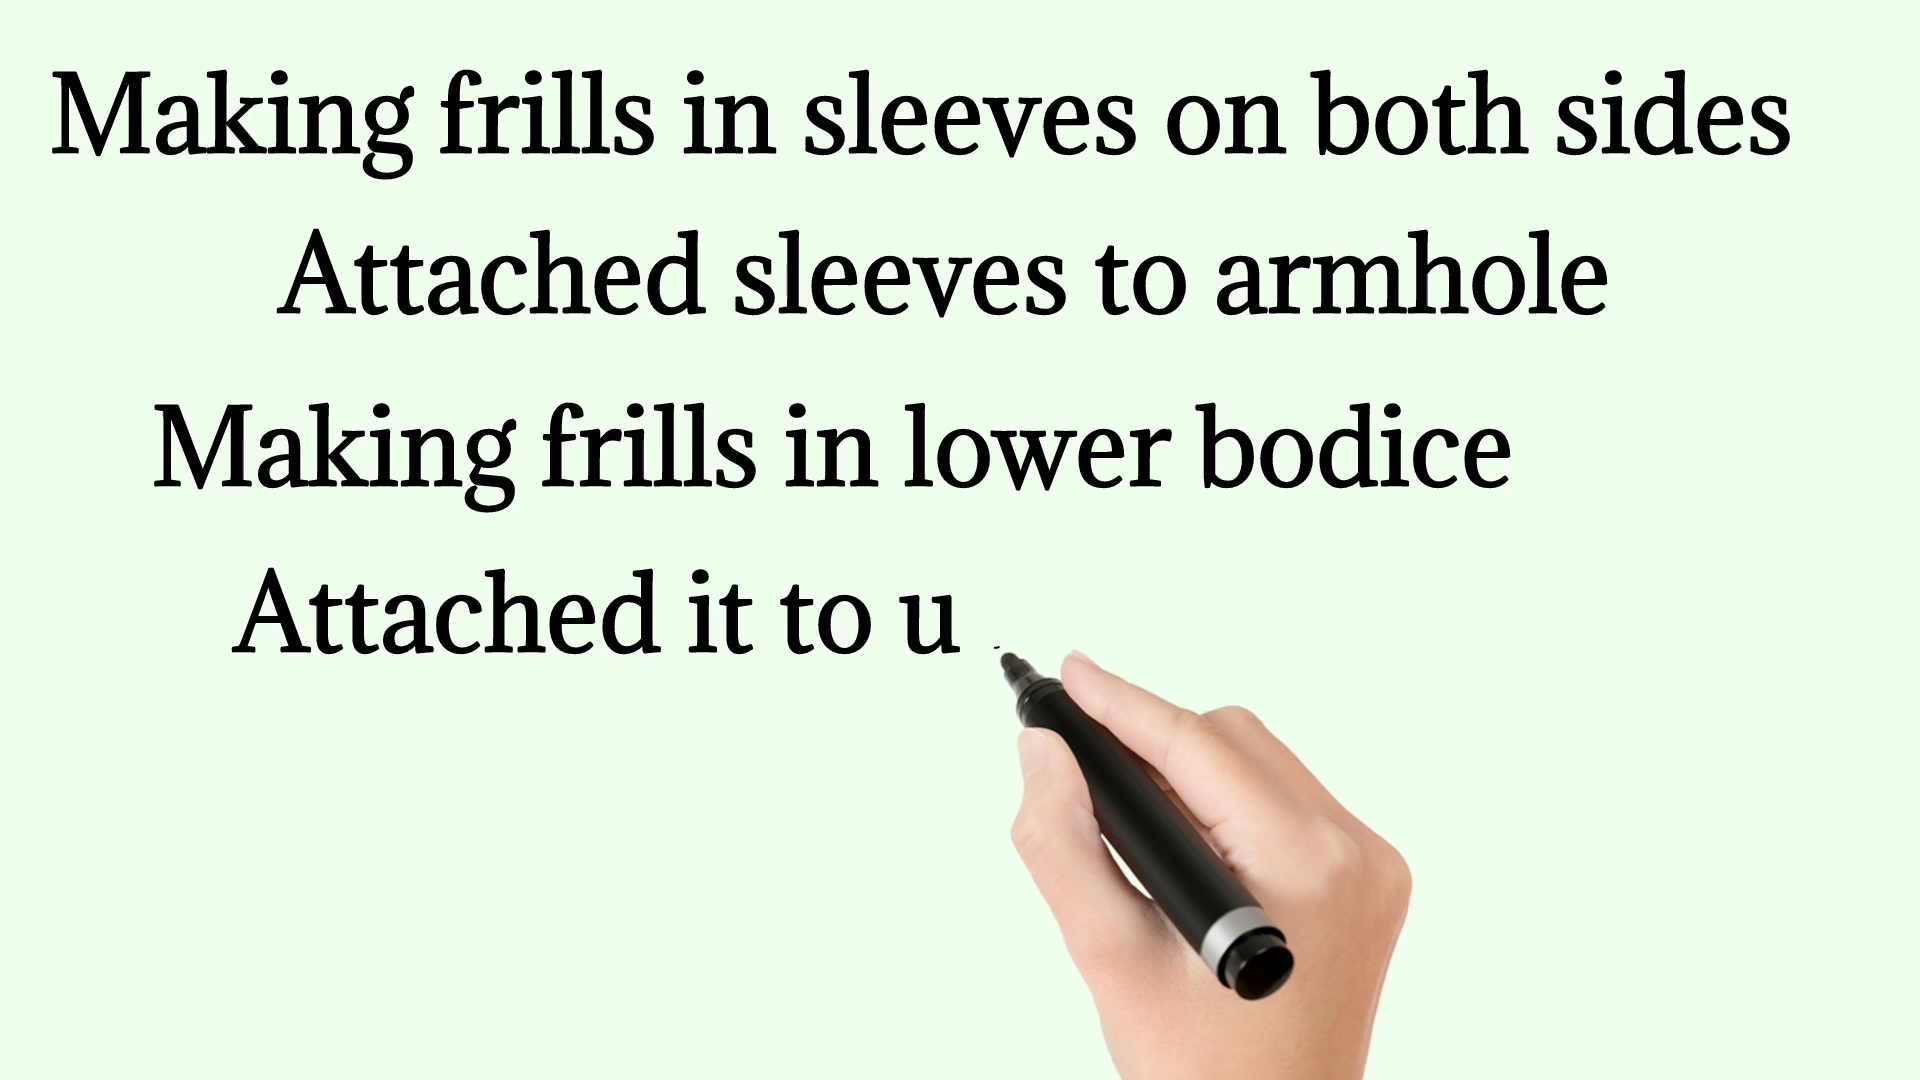 Making frills in sleeves on both sides
Attached sleeves to armhole
Making frills in lower bodice
Attached it to u